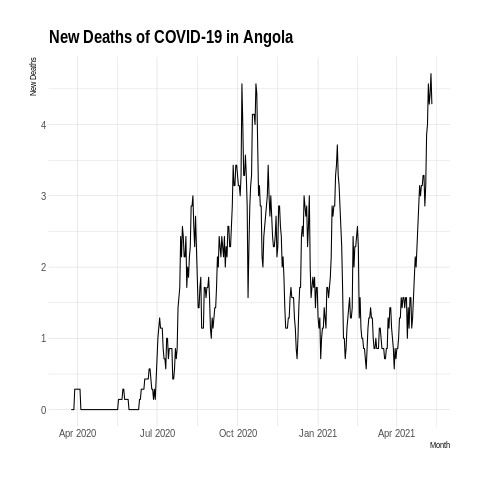 New Deaths of COVID-19 in Angola
New Deaths
4
3
2
1
0
Apr 2020 Jul 2020 Oct 2020 Jan 2021 Apr 2021
Month